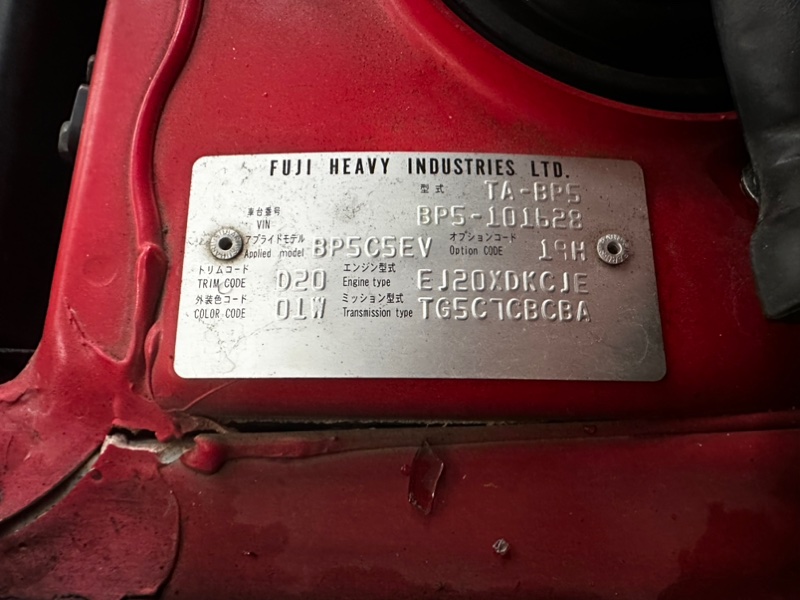 FUJI HEAVY INDUSTRIES LTD.
型式 TA-BP5
車台番号 VIN BP5-101628
アプライドモデル Applied model BP5C5EV オプションコード Option CODE 19H
トリムコード TRIM CODE D20 エンジン型式 Engine type EJ20XDKCJE
外装色コード COLOR CODE 01W ミッション型式 Transmission type TG5C7CBCBA